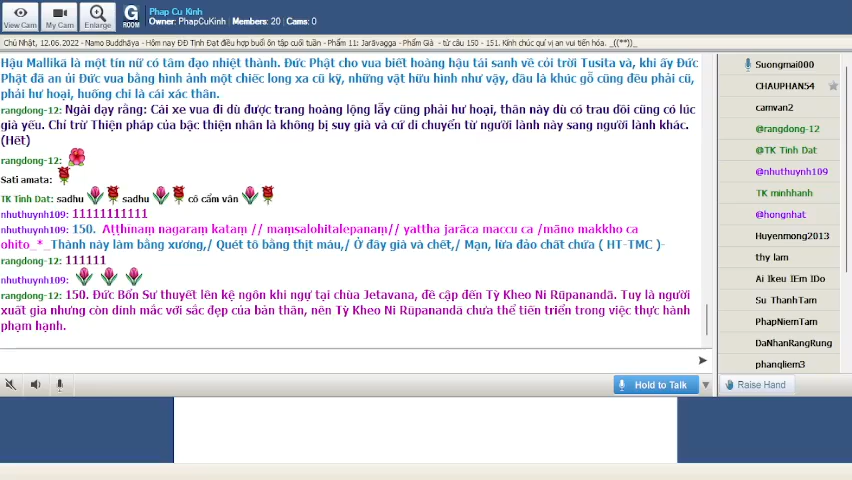 Phap Cu Kinh
Owner: PhapCuKinh | Members: 20 | Cams: 0
View Cam
My Cam
Enlarge
G
ROOM
Chủ Nhật, 12.06.2022 - Namo Buddhāya - Hôm nay ĐĐ Tịnh Đạt điều hợp buổi ôn tập cuối tuần - Phẩm 11: Jarāvagga - Phẩm Già - từ câu 150 - 151. Kính chúc quí vị an vui tiến hóa. _((**))_
Hậu Mallikā là một tín nữ có tâm đạo nhiệt thành. Đức Phật cho vua biết hoàng hậu tái sanh về cõi trời Tusita và, khi ấy Đức
Phật đã an ủi Đức vua bằng hình ảnh một chiếc long xa cũ kỹ, những vật hữu hình như vậy, dầu là khúc gỗ cũng đều phải cũ,
phải hư hoại, huống chi là cái xác thân.
rangdong-12: Ngài dạy rằng: Cái xe vua đi dù được trang hoàng lộng lẫy cũng phải hư hoại, thân này dù có trau dồi cũng có lúc
già yếu. Chỉ trừ Thiện pháp của bậc thiện nhân là không bị suy già và cứ di chuyển từ người lành này sang người lành khác.
(Hết)
rangdong-12:
Sati amata:
TK Tinh Dat: sadhu sadhu cô cẩm vân
nhuthuynh109: 11111111111
nhuthuynh109: 150. Aṭṭhīnaṃ nagaraṃ kataṃ // maṃsalohitalepanaṃ// yattha jarāca maccu ca /māno makkho ca
ohito_*_Thành này làm bằng xương,/ Quét tô bằng thịt máu,/ Ở đây già và chết,/ Mạn, lừa đảo chất chứa ( HT-TMC )-
rangdong-12: 111111
nhuthuynh109:
rangdong-12: 150. Đức Bổn Sư thuyết lên kệ ngôn khi ngự tại chùa Jetavana, đề cập đến Tỳ Kheo Ni Rūpanandā. Tuy là người
xuất gia nhưng còn dính mắc với sắc đẹp của bản thân, nên Tỳ Kheo Ni Rūpanandā chưa thể tiến triển trong việc thực hành
phạm hạnh.
Hold to Talk
Raise Hand
Suongmai000
CHAUPHAN54
camvan2
@rangdong-12
@TK Tinh Dat
@nhuthuynh109
TK minhhanh
@hongnhat
Huyenmong2013
thy lam
Ai lkeu IEm IDo
Su ThanhTam
PhapNiemTam
DaNhanRangRung
phanqliem3